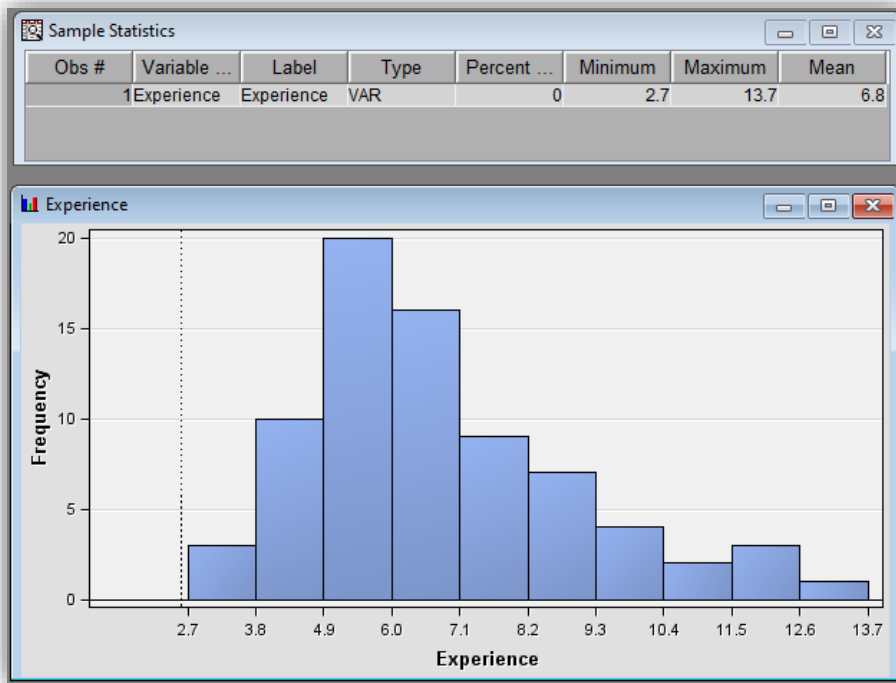 Sample Statistics
Obs # Variable ... Label Type Percent ... Minimum Maximum Mean
1 Experience Experience VAR 0 2.7 13.7 6.8
Experience
20
15
10
5
0
Frequency
2.7 3.8 4.9 6.0 7.1 8.2 9.3 10.4 11.5 12.6 13.7
Experience